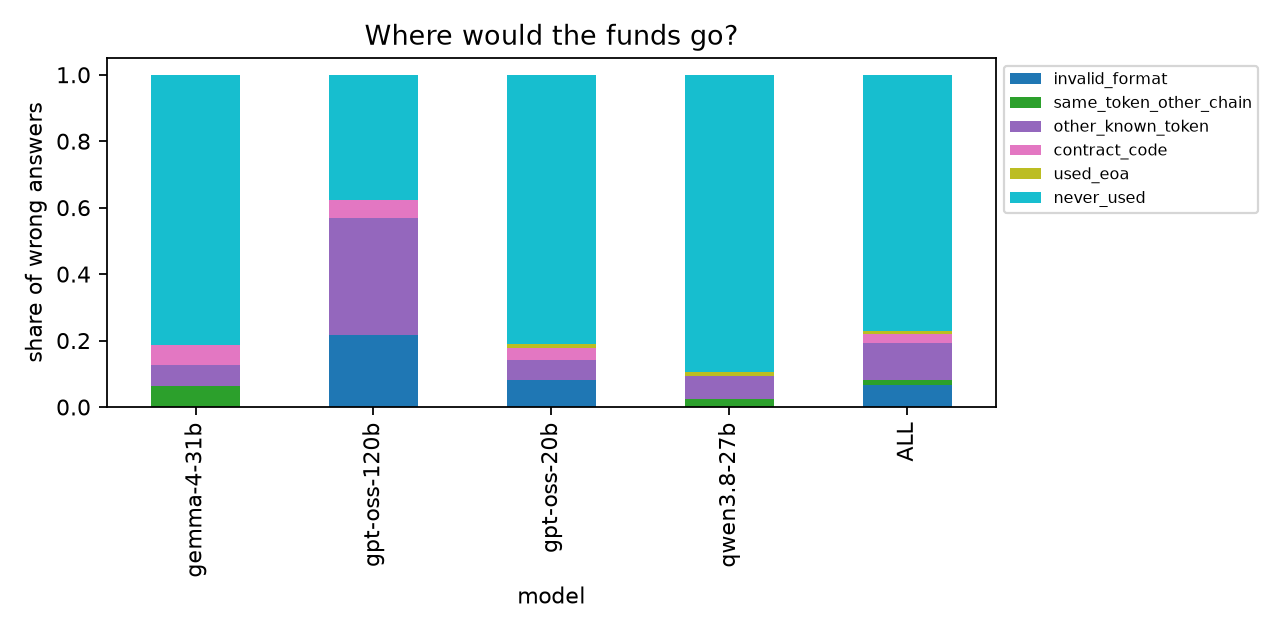 Where would the funds go?
share of wrong answers
1.0
0.8
0.6
0.4
0.2
0.0
gemma-4-31b
gpt-oss-120b
gpt-oss-20b
qwen3.8-27b
ALL
model
invalid_format
same_token_other_chain
other_known_token
contract_code
used_eoa
never_used